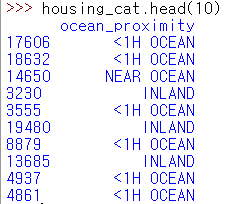 >>> housing_cat.head(10)
ocean_proximity
17606 <1H OCEAN
18632 <1H OCEAN
14650 NEAR OCEAN
3230 INLAND
3555 <1H OCEAN
19480 INLAND
8879 <1H OCEAN
13685 INLAND
4937 <1H OCEAN
4861 <1H OCEAN